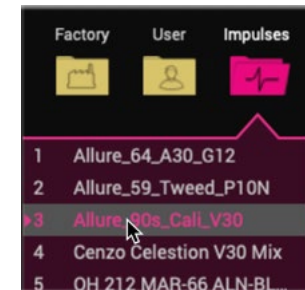 Factory User Impulses
1 Allure_64_A30_G12
2 Allure_59_Tweed_P10N
3 Allure_90s_Cali_V30
4 Cenzo Celestion V30 Mix
5 OH 212 MAR-66 ALN-BL...